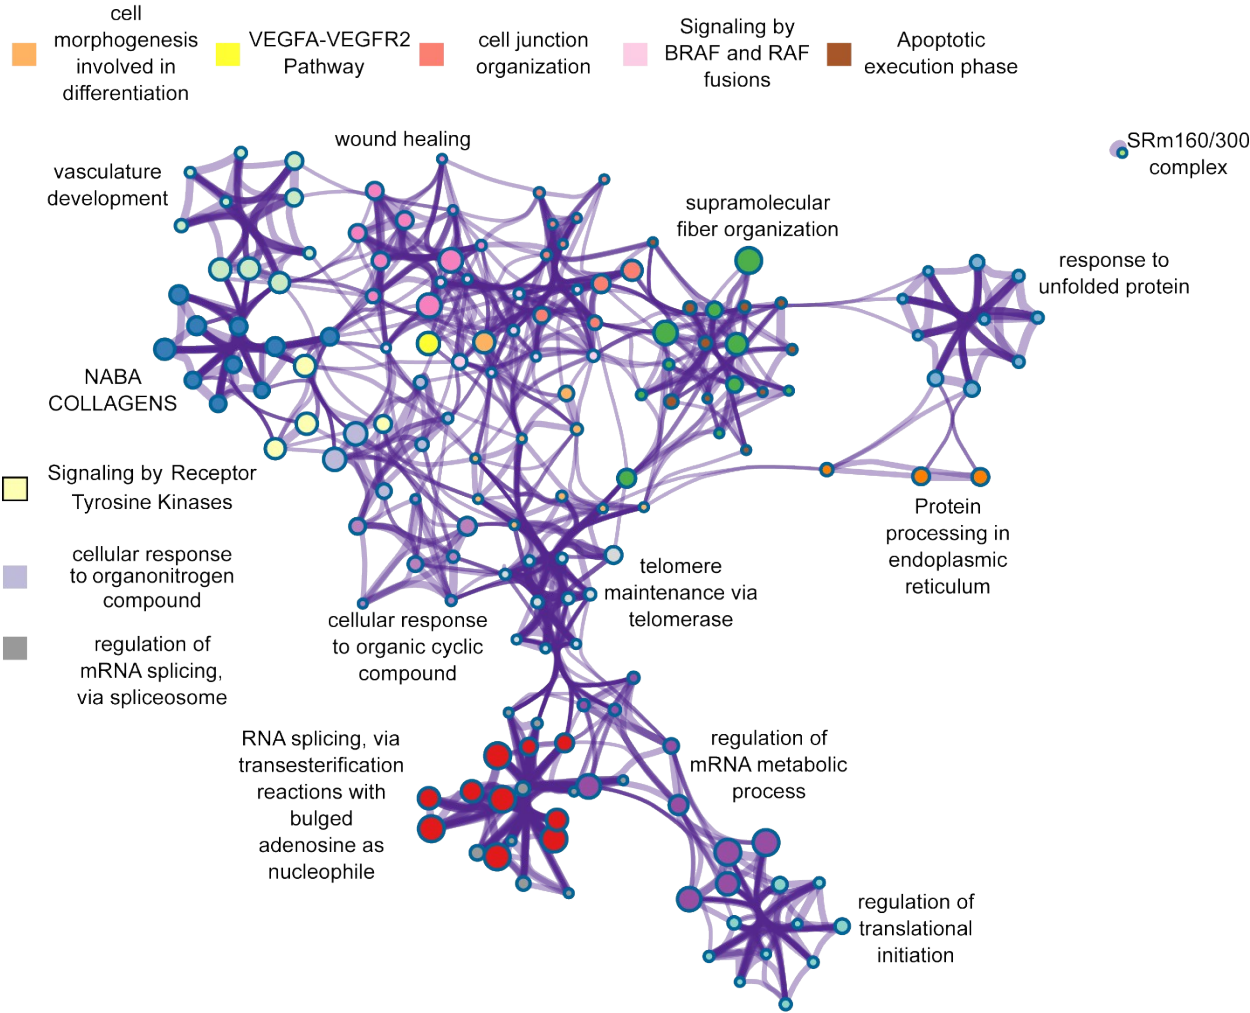 cell
morphogenesis
involved in
differentiation
VEGFA-VEGFR2
Pathway
cell junction
organization
Signaling by
BRAF and RAF
fusions
Apoptotic
execution phase
SRm160/300
complex
wound healing
vasculature
development
supramolecular
fiber organization
response to
unfolded protein
NABA
COLLAGENS
Signaling by Receptor
Tyrosine Kinases
cellular response
to organonitrogen
compound
regulation of
mRNA splicing,
via spliceosome
Protein
processing in
endoplasmic
reticulum
telomere
maintenance via
telomerase
cellular response
to organic cyclic
compound
RNA splicing, via
transesterification
reactions with
bulged
adenosine as
nucleophile
regulation of
mRNA metabolic
process
regulation of
translational
initiation